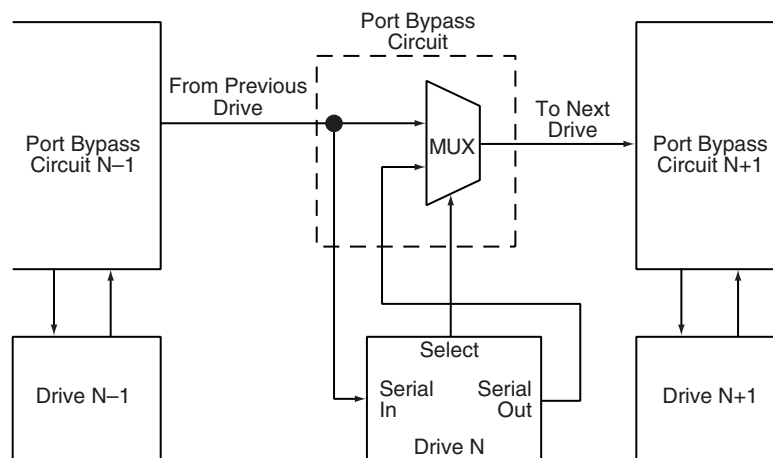 Port Bypass
Circuit
From Previous
Drive
Port Bypass
Circuit N–1
MUX
To Next
Drive
Port Bypass
Circuit N+1
Drive N–1
Select
Serial
In
Serial
Out
Drive N
Drive N+1